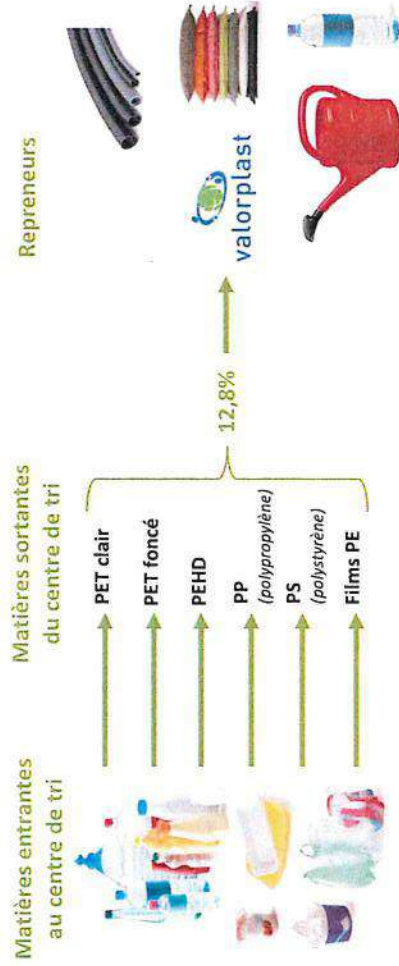 Matières entrantes
au centre de tri
Matières sortantes
du centre de tri
PET clair
PET foncé
PEHD
PP
(polypropylène)
PS
(polystyrène)
Films PE
12,8%
Repreneurs
valorplast